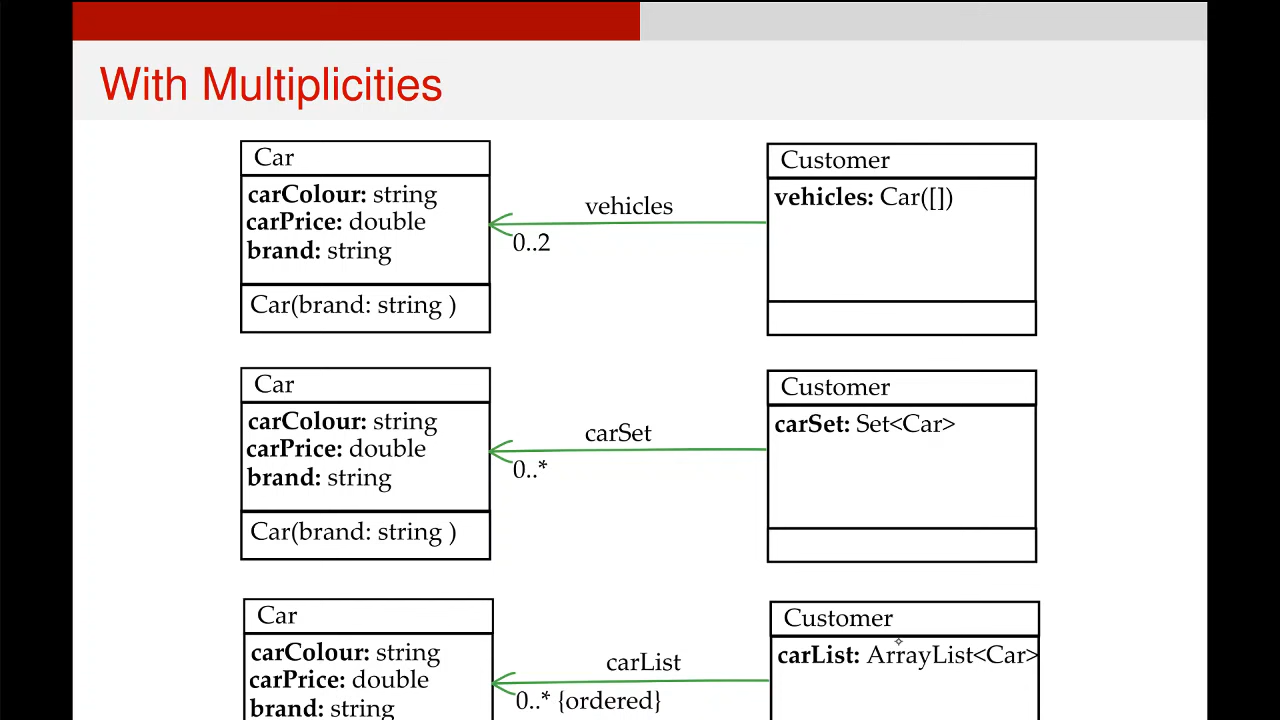 With Multiplicities
Car
carColour: string
carPrice: double
brand: string
Car(brand: string )
vehicles
0..2
Customer
vehicles: Car([])
Car
carColour: string
carPrice: double
brand: string
Car(brand: string )
carSet
0..*
Customer
carSet: Set<Car>
Car
carColour: string
carPrice: double
brand: string
carList
0..* {ordered}
Customer
carList: ArrayList<Car>